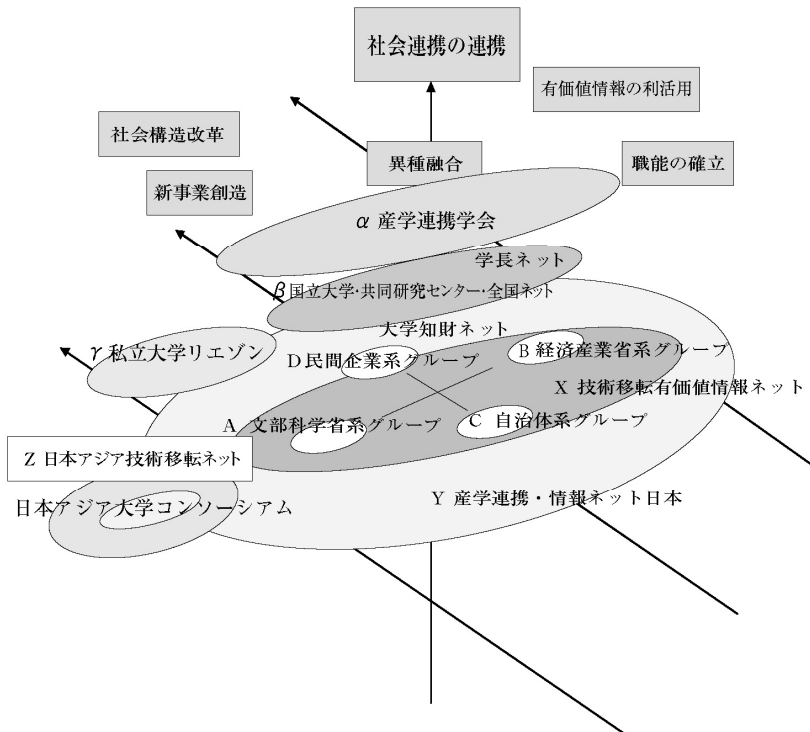 社会連携の連携
有価値情報の利活用
社会構造改革
異種融合
職能の確立
新事業創造
α 産学連携学会
学長ネット
β国立大学・共同研究センター・全国ネット
大学知財ネット
γ 私立大学リエゾン
D民間企業系グループ
B 経済産業省系グループ
X 技術移転有価値情報ネット
A 文部科学省系グループ
C 自治体系グループ
Z 日本アジア技術移転ネット
日本アジア大学コンソーシアム
Y 産学連携・情報ネット日本